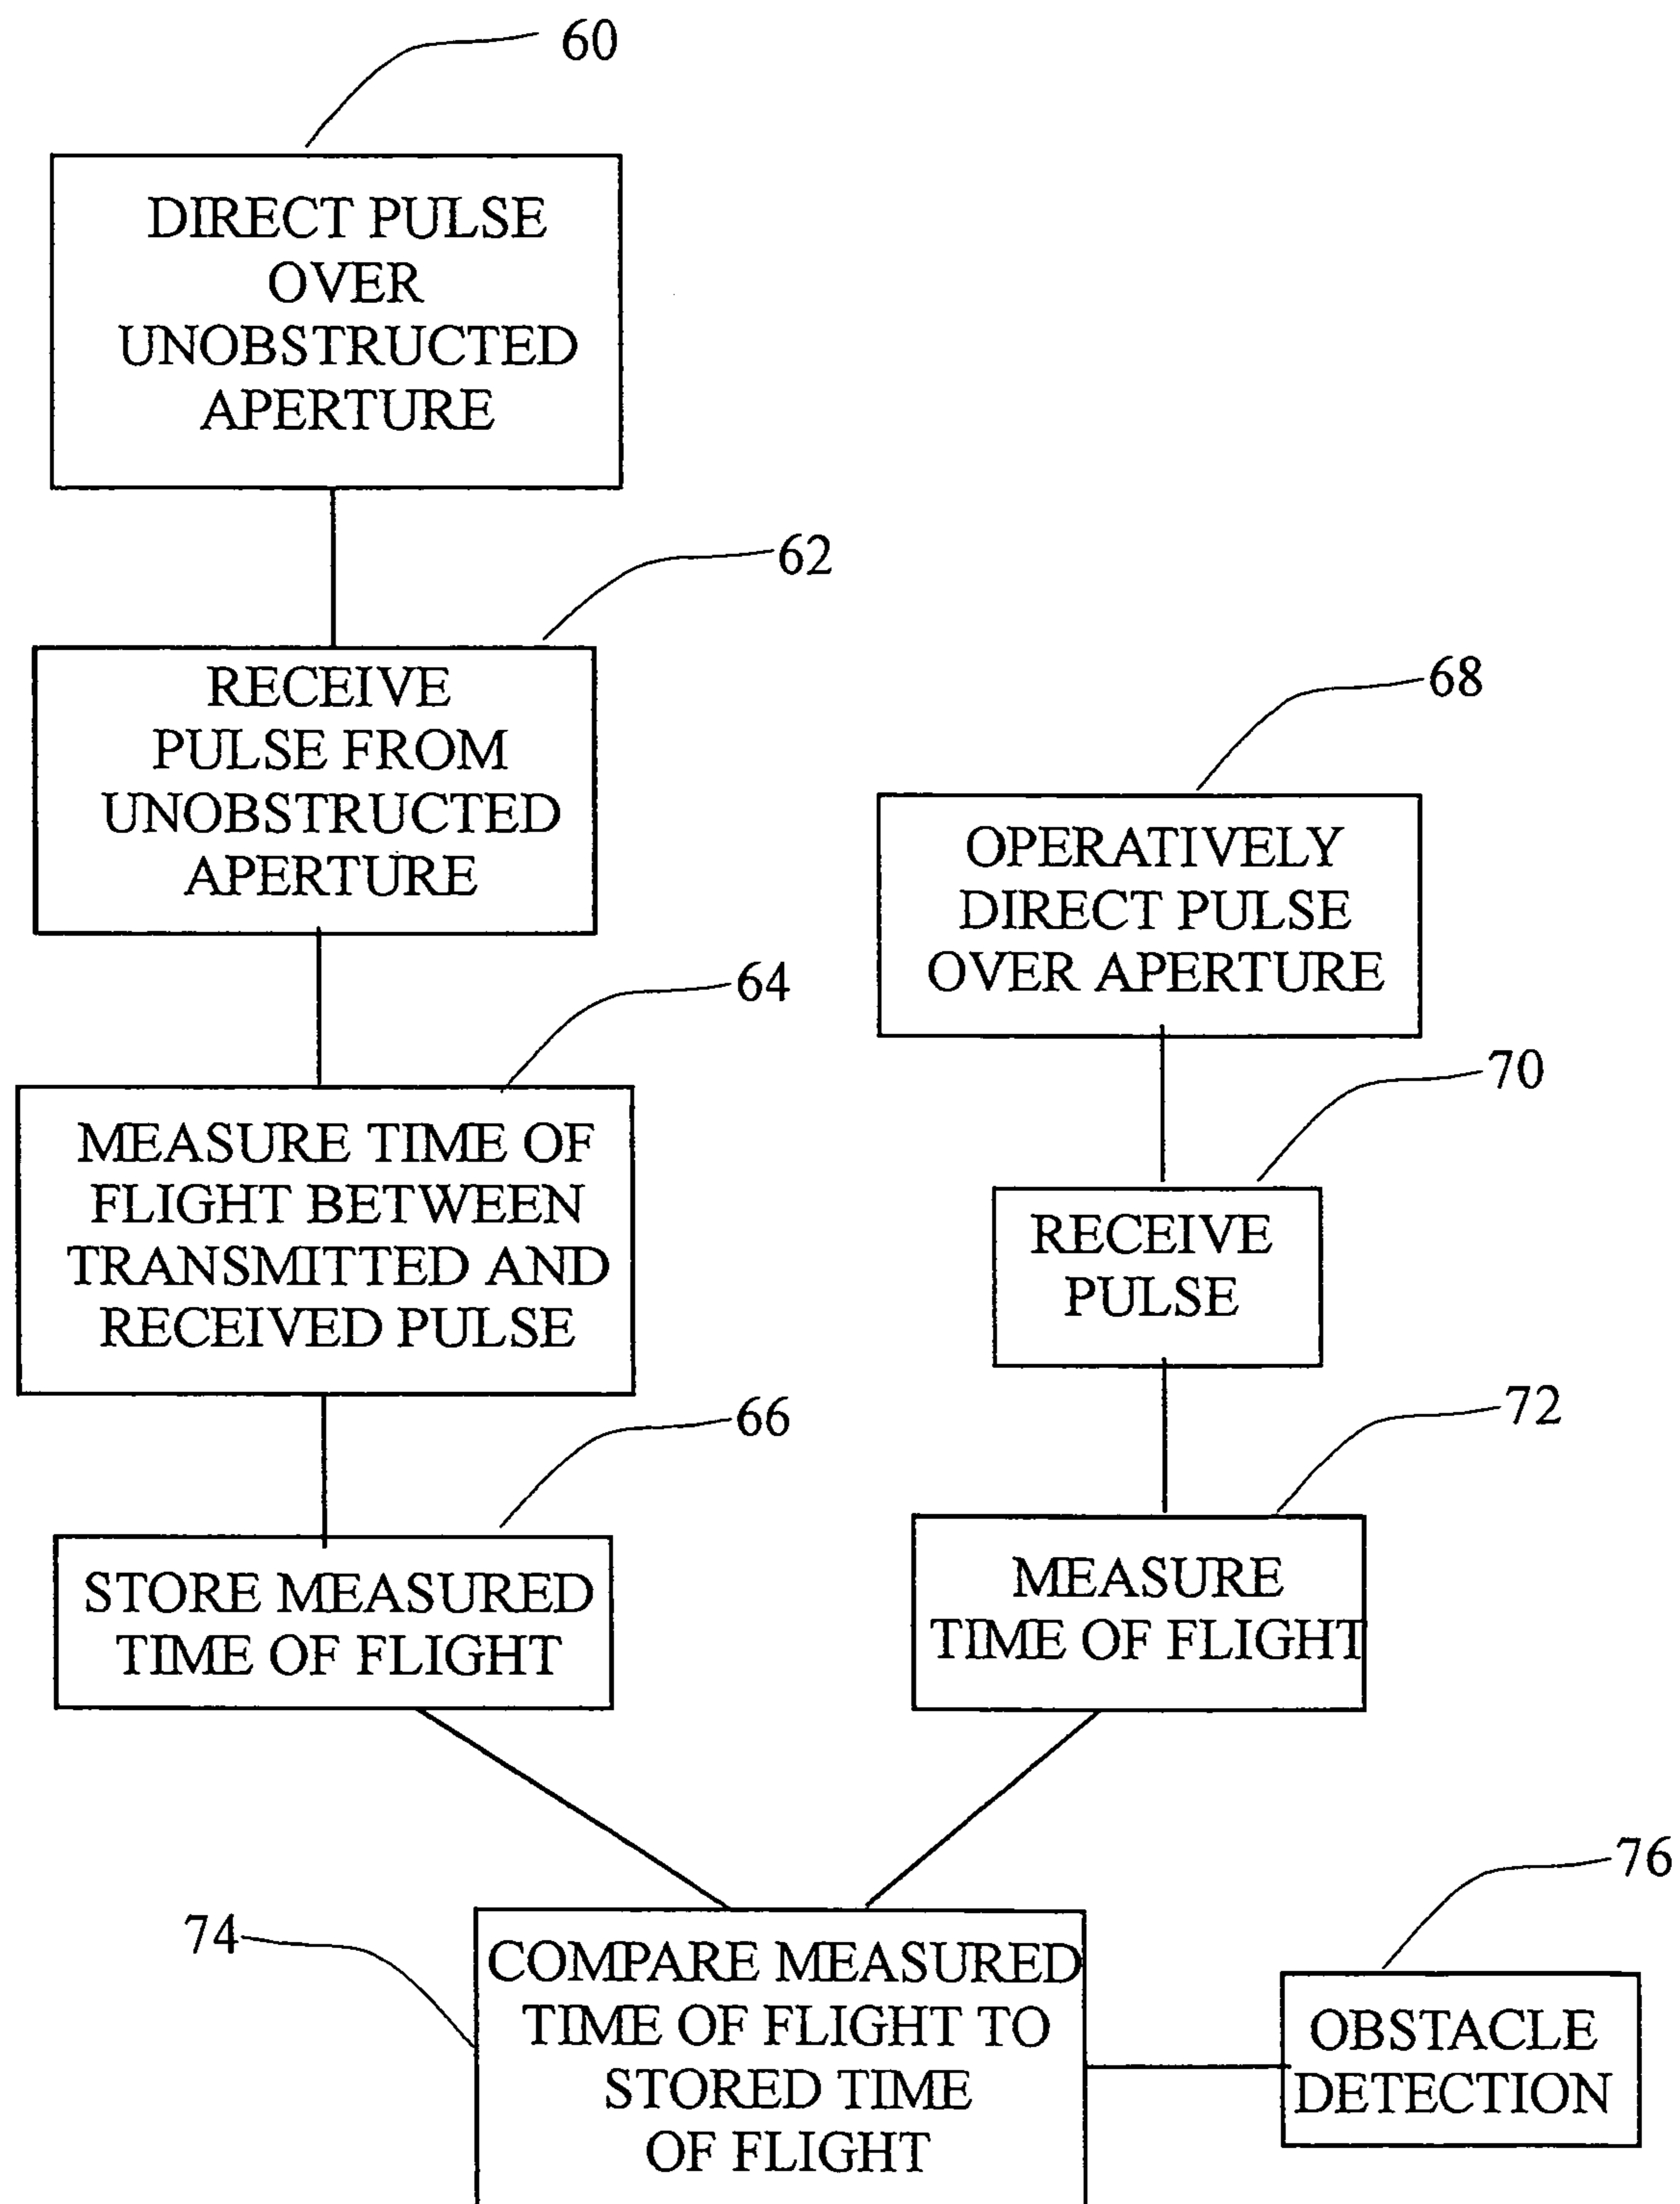 60
DIRECT PULSE
OVER
UNOBSTRUCTED
APERTURE
62
RECEIVE
PULSE FROM
UNOBSTRUCTED
APERTURE
64
MEASURE TIME OF
FLIGHT BETWEEN
TRANSMITTED AND
RECEIVED PULSE
66
STORE MEASURED
TIME OF FLIGHT
68
OPERATIVELY
DIRECT PULSE
OVER APERTURE
70
RECEIVE
PULSE
72
MEASURE
TIME OF FLIGHT
74
COMPARE MEASURED
TIME OF FLIGHT TO
STORED TIME
OF FLIGHT
76
OBSTACLE
DETECTION